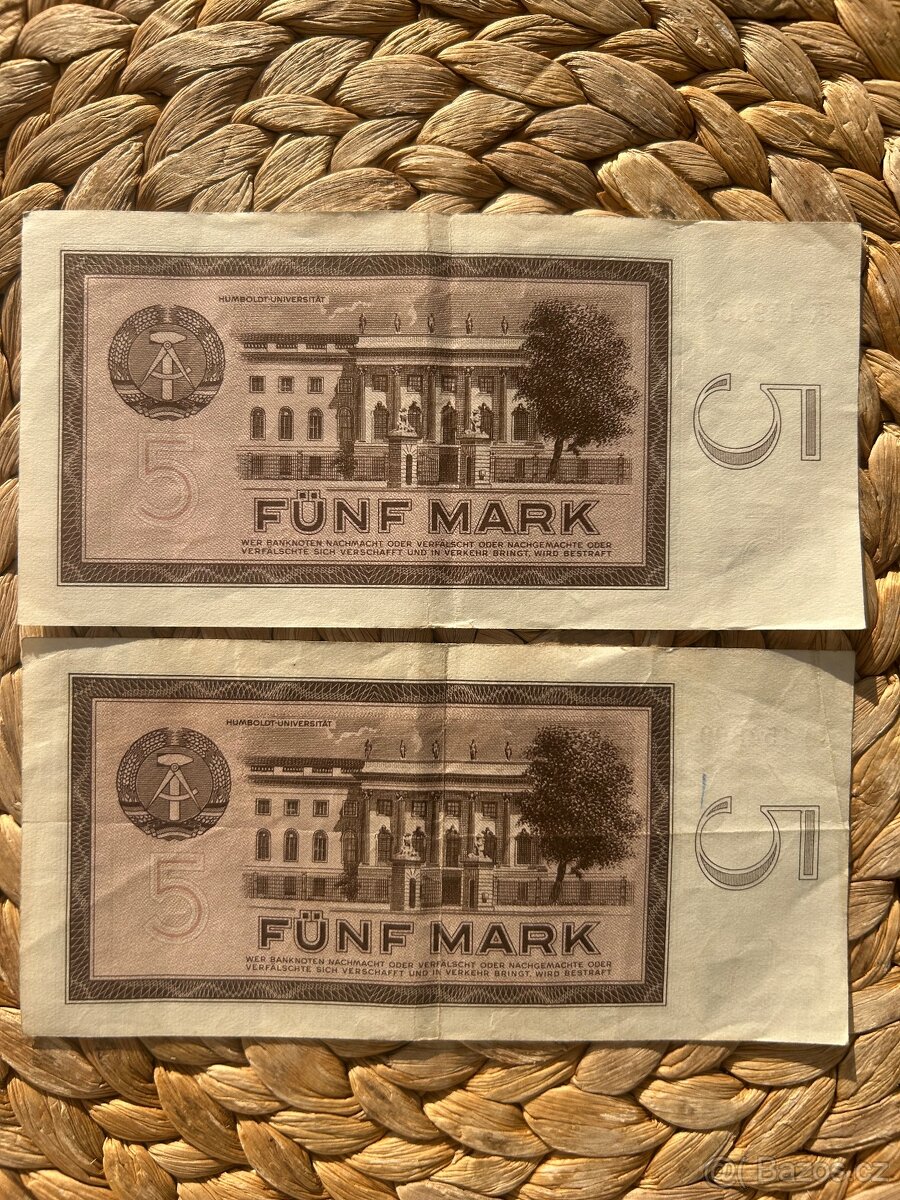 HUMBOLDT-UNIVERSITÄT
5
5
FÜNF MARK
WER BANKNOTEN NACHMACHT ODER VERFÄLSCHT ODER NACHGEMACHTE ODER
VERFÄLSCHTE SICH VERSCHAFFT UND IN VERKEHR BRINGT, WIRD BESTRAFT
HUMBOLDT-UNIVERSITÄT
5
5
FÜNF MARK
WER BANKNOTEN NACHMACHT ODER VERFÄLSCHT ODER NACHGEMACHTE ODER
VERFÄLSCHTE SICH VERSCHAFFT UND IN VERKEHR BRINGT, WIRD BESTRAFT
Bazos.cz